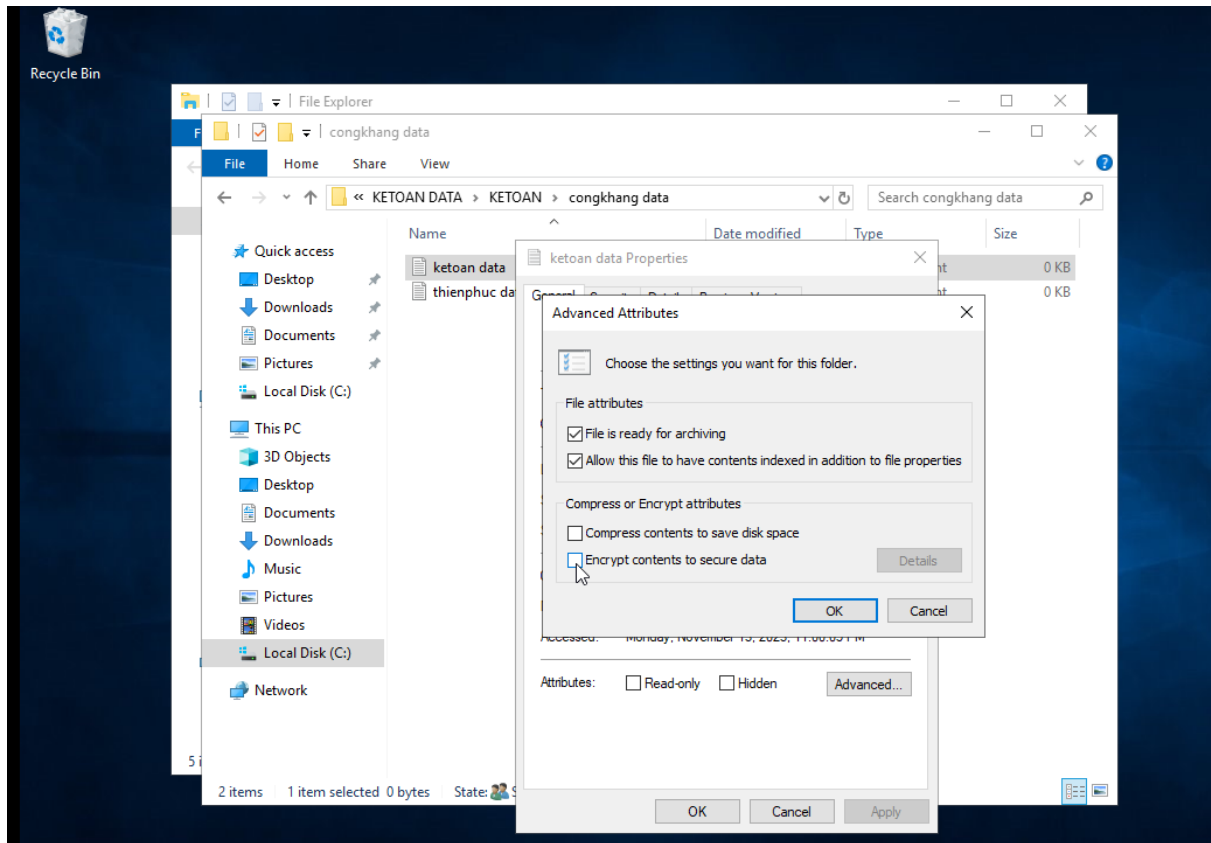 Recycle Bin
File Explorer
F
congkhang data
File Home Share View
KETOAN DATA > KETOAN > congkhang data
Search congkhang data
Name Date modified Type Size
Quick access
Desktop
Downloads
Documents
Pictures
Local Disk (C:)
This PC
3D Objects
Desktop
Documents
Downloads
Music
Pictures
Videos
Local Disk (C:)
Network
ketoan data 0 KB
thienphuc da 0 KB
ketoan data Properties
General
Advanced Attributes
Choose the settings you want for this folder.
File attributes
File is ready for archiving
Allow this file to have contents indexed in addition to file properties
Compress or Encrypt attributes
Compress contents to save disk space
Encrypt contents to secure data
Details
OK Cancel
Attributes: Read-only Hidden Advanced...
5 i
2 items 1 item selected 0 bytes State:
OK Cancel Apply